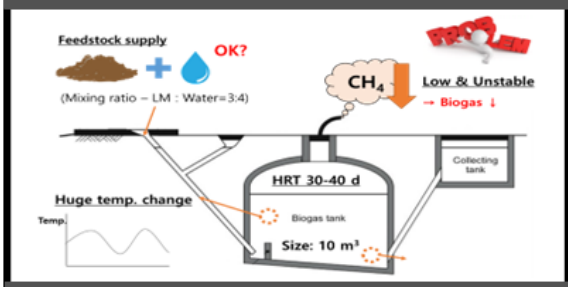 Feedstock supply
OK?
(Mixing ratio – LM : Water=3:4)
PROBLEM
CH4
Low & Unstable
→ Biogas ↓
Collecting
tank
HRT 30-40 d
Huge temp. change
Temp.
Biogas tank
Size: 10 m³